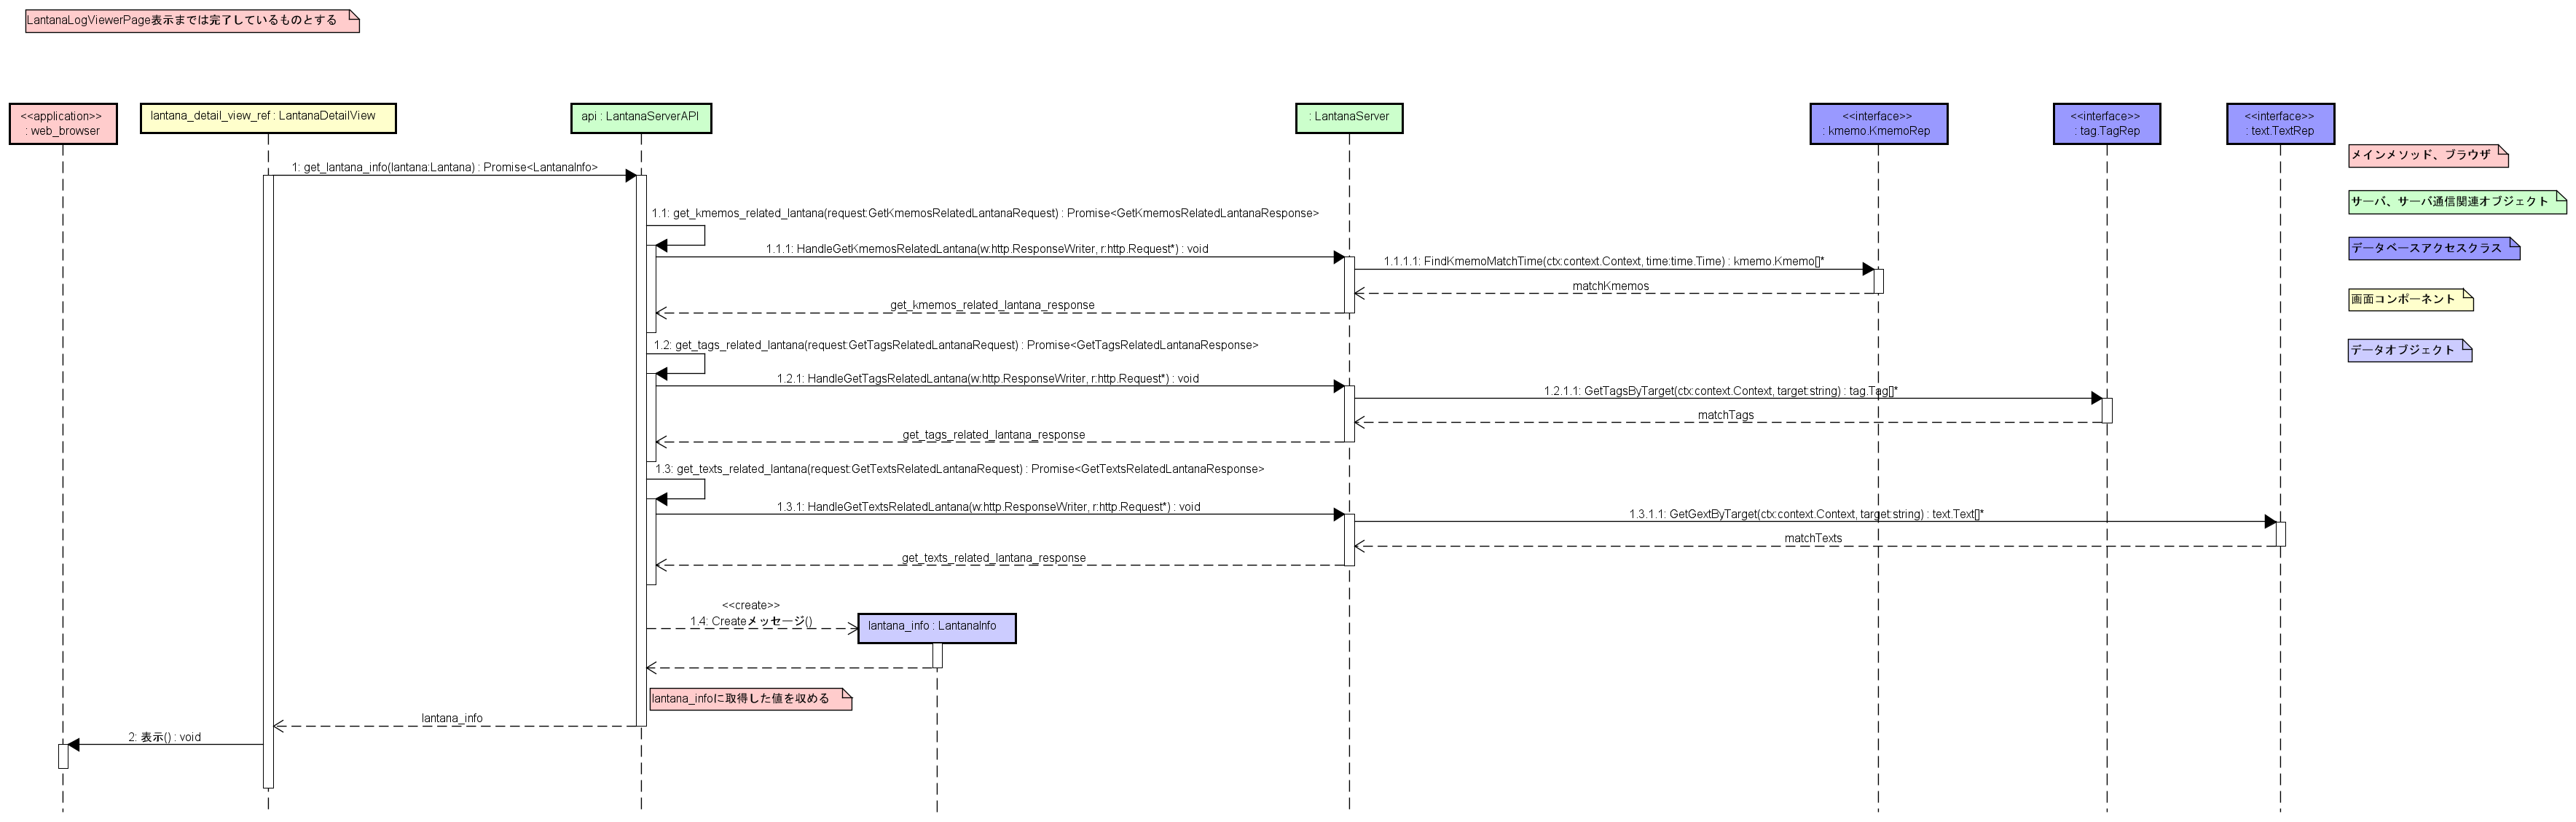 LantanaLogViewerPage表示までは完了しているものとする
<<application>>
: web_browser
lantana_detail_view_ref : LantanaDetailView
api : LantanaServerAPI
: LantanaServer
<<interface>>
: kmemo.KmemoRep
<<interface>>
: tag.TagRep
<<interface>>
: text.TextRep
メインメソッド、ブラウザ
サーバ、サーバ通信関連オブジェクト
データベースアクセスクラス
画面コンポーネント
データオブジェクト
1: get_lantana_info(lantana:Lantana) : Promise<LantanaInfo>
1.1: get_kmemos_related_lantana(request:GetKmemosRelatedLantanaRequest) : Promise<GetKmemosRelatedLantanaResponse>
1.1.1: HandleGetKmemosRelatedLantana(w:http.ResponseWriter, r:http.Request*) : void
1.1.1.1: FindKmemoMatchTime(ctx:context.Context, time:time.Time) : kmemo.Kmemo[]*
matchKmemos
get_kmemos_related_lantana_response
1.2: get_tags_related_lantana(request:GetTagsRelatedLantanaRequest) : Promise<GetTagsRelatedLantanaResponse>
1.2.1: HandleGetTagsRelatedLantana(w:http.ResponseWriter, r:http.Request*) : void
1.2.1.1: GetTagsByTarget(ctx:context.Context, target:string) : tag.Tag[]*
matchTags
get_tags_related_lantana_response
1.3: get_texts_related_lantana(request:GetTextsRelatedLantanaRequest) : Promise<GetTextsRelatedLantanaResponse>
1.3.1: HandleGetTextsRelatedLantana(w:http.ResponseWriter, r:http.Request*) : void
1.3.1.1: GetGextByTarget(ctx:context.Context, target:string) : text.Text[]*
matchTexts
get_texts_related_lantana_response
<<create>>
1.4: Createメッセージ()
lantana_info : LantanaInfo
lantana_infoに取得した値を収める
lantana_info
2: 表示() : void